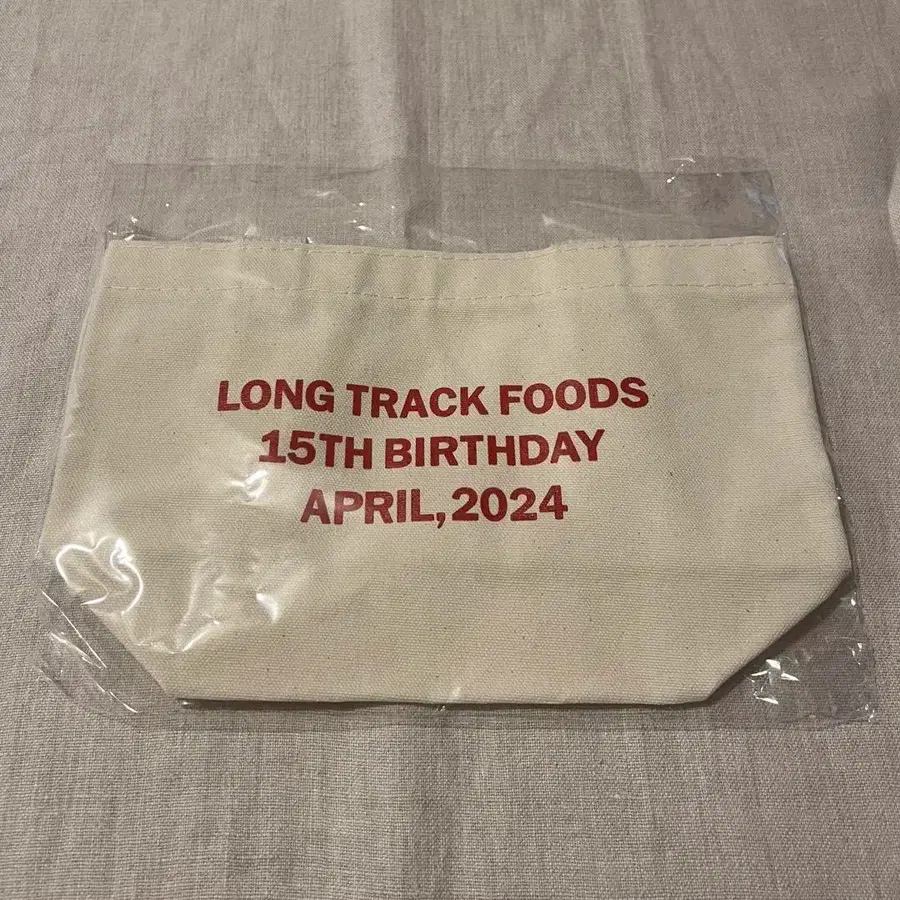 LONG TRACK FOODS
15TH BIRTHDAY
APRIL,2024